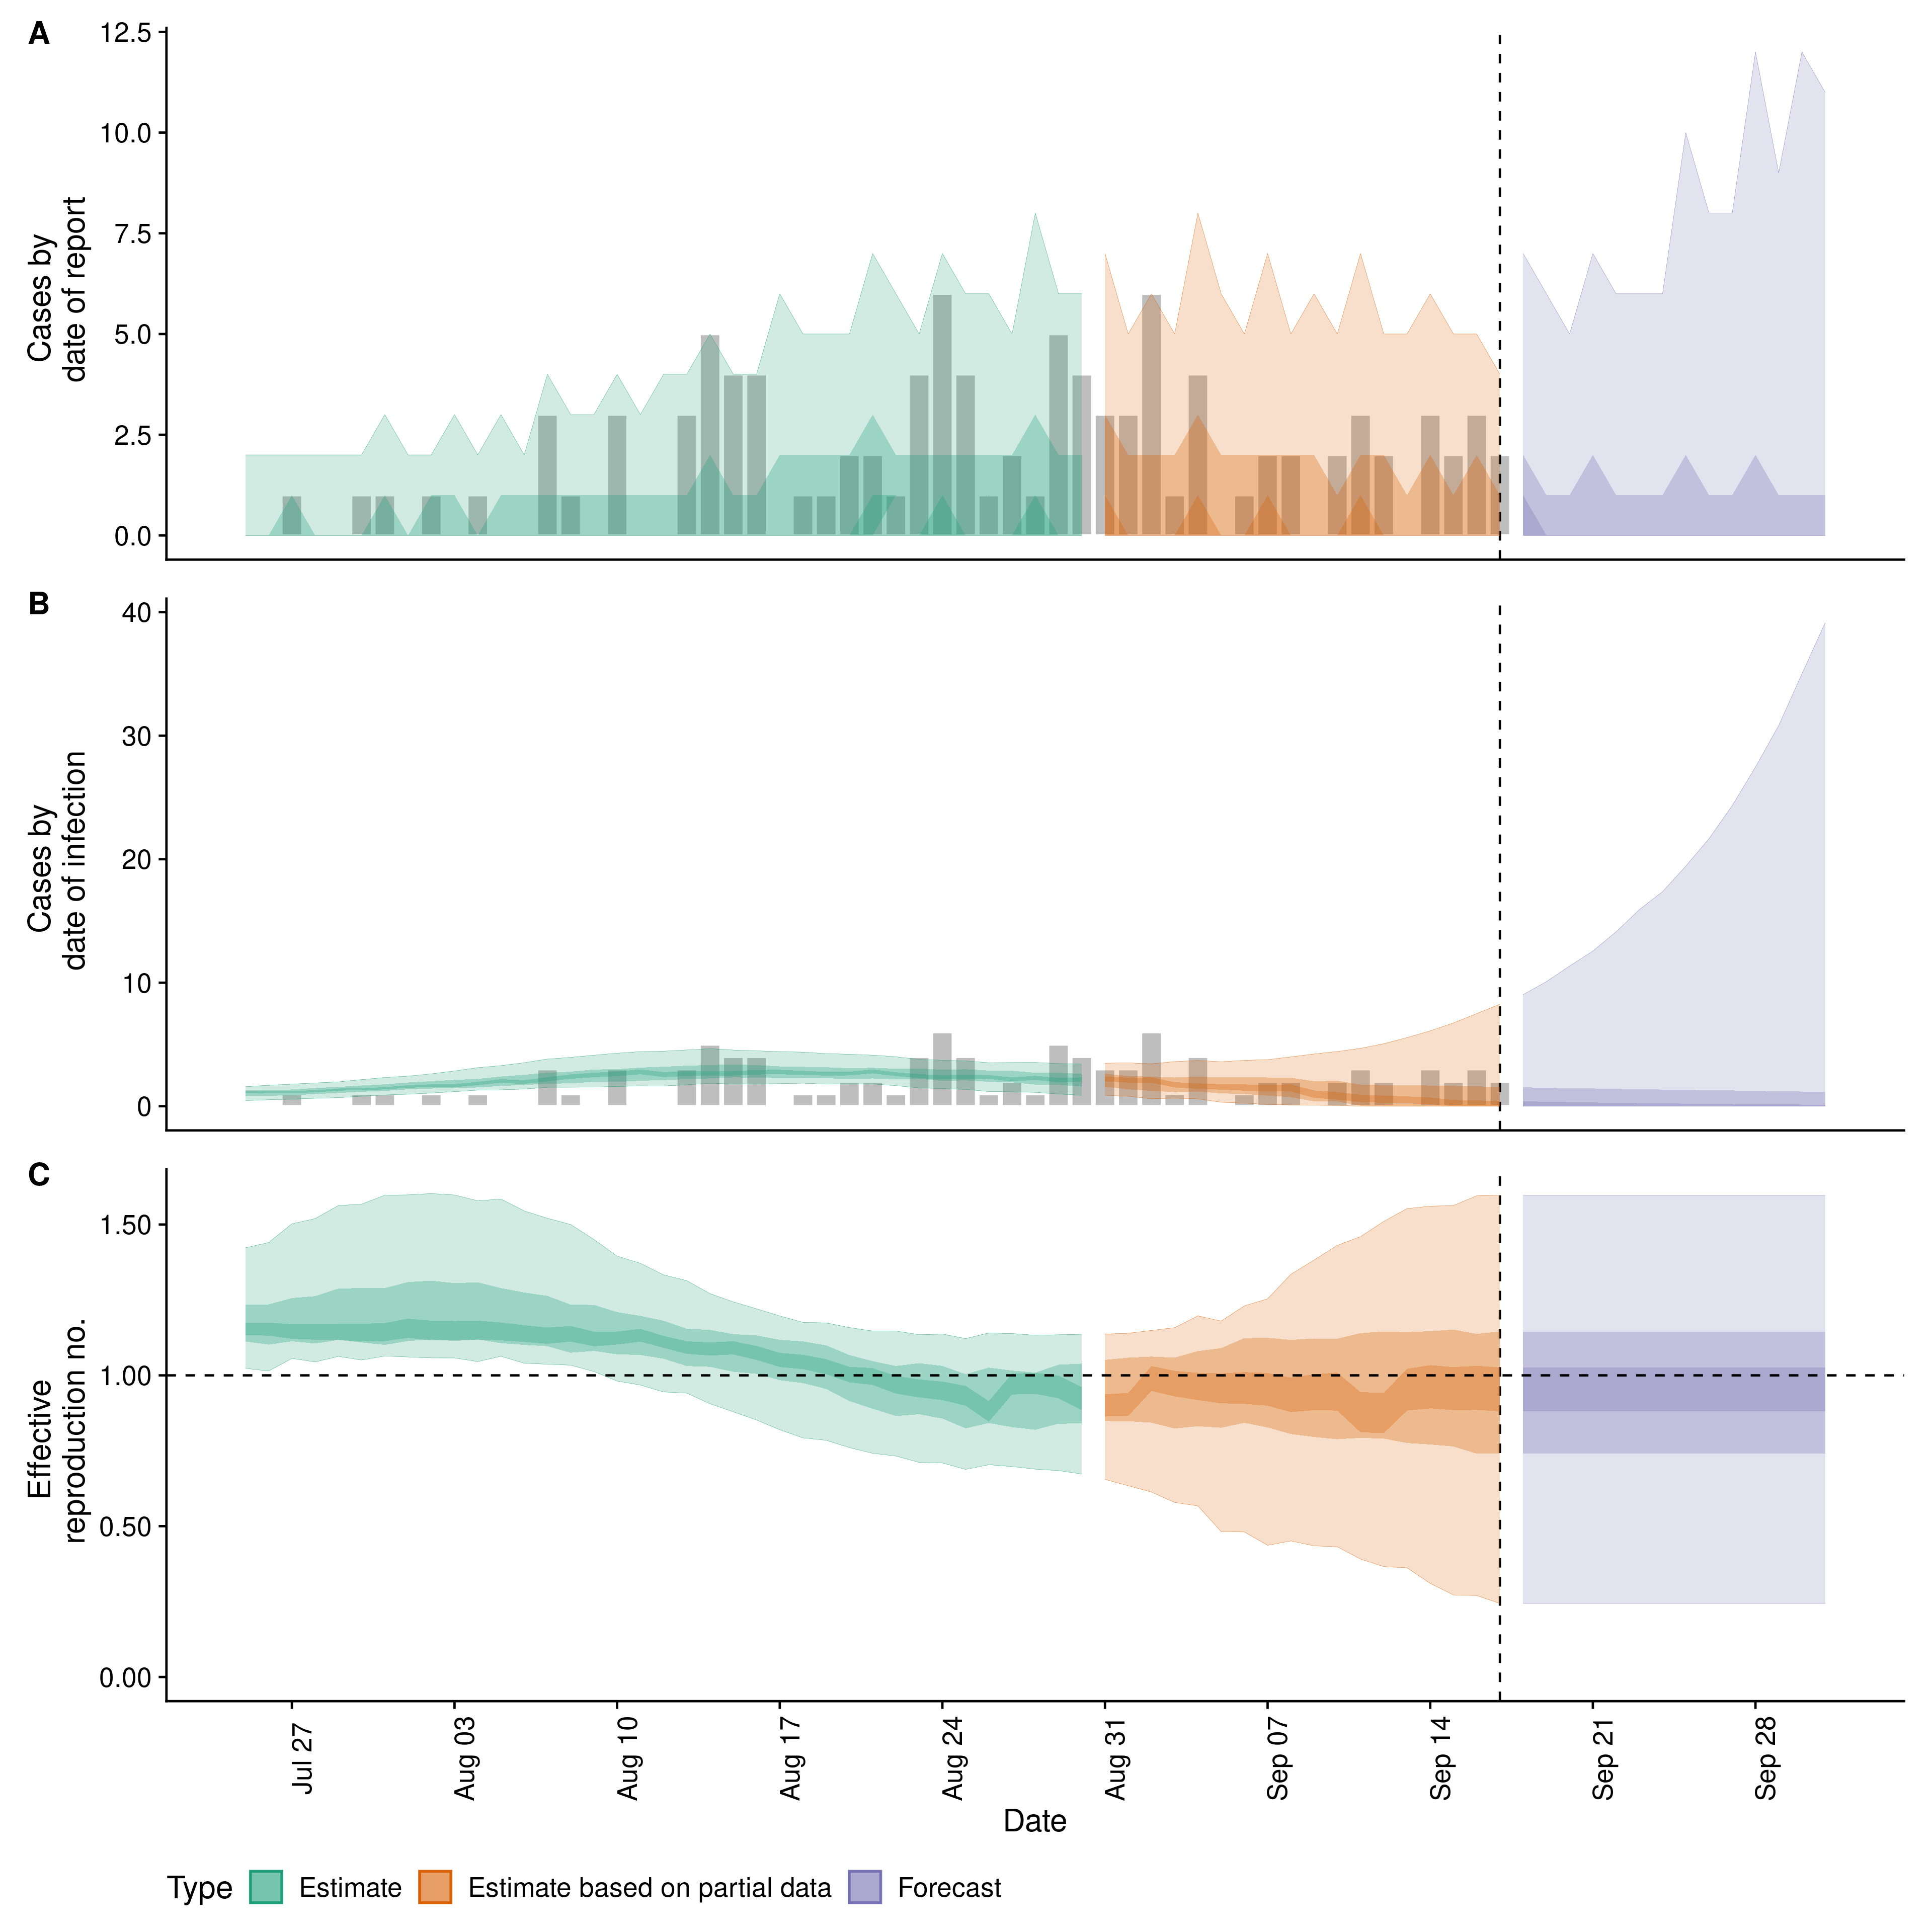 A
12.5
10.0
7.5
5.0
2.5
0.0
Cases by
date of report
B
40
30
20
10
0
Cases by
date of infection
C
1.50
1.00
0.50
0.00
Effective
reproduction no.
Jul 27
Aug 03
Aug 10
Aug 17
Aug 24
Aug 31
Sep 07
Sep 14
Sep 21
Sep 28
Date
Type Estimate Estimate based on partial data Forecast